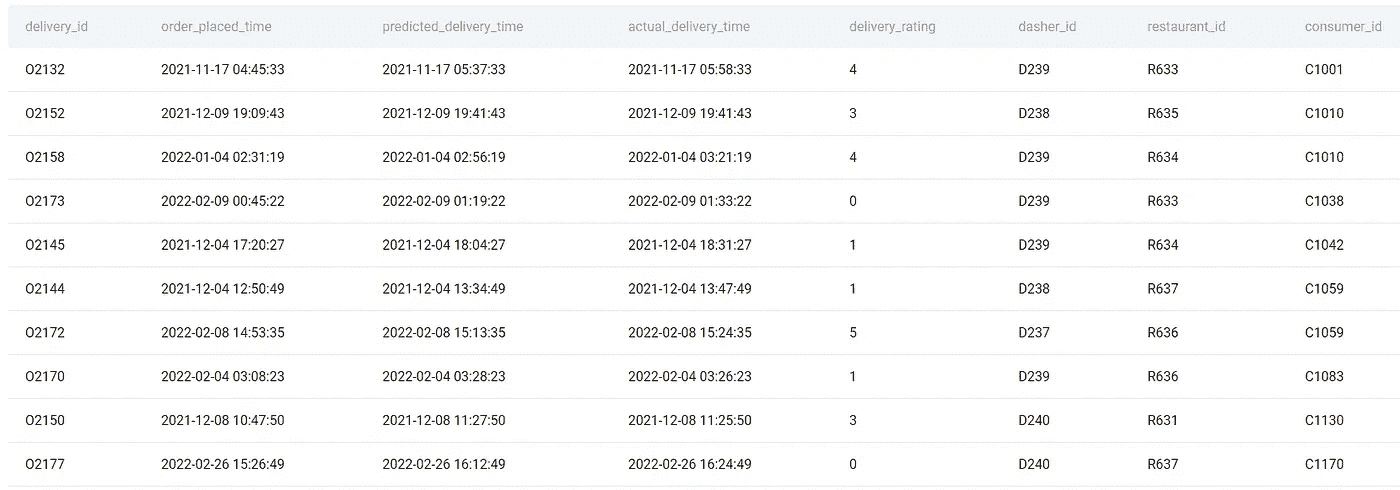 delivery_id order_placed_time predicted_delivery_time actual_delivery_time delivery_rating dasher_id restaurant_id consumer_id
O2132 2021-11-17 04:45:33 2021-11-17 05:37:33 2021-11-17 05:58:33 4 D239 R633 C1001
O2152 2021-12-09 19:09:43 2021-12-09 19:41:43 2021-12-09 19:41:43 3 D238 R635 C1010
O2158 2022-01-04 02:31:19 2022-01-04 02:56:19 2022-01-04 03:21:19 4 D239 R634 C1010
O2173 2022-02-09 00:45:22 2022-02-09 01:19:22 2022-02-09 01:33:22 0 D239 R633 C1038
O2145 2021-12-04 17:20:27 2021-12-04 18:04:27 2021-12-04 18:31:27 1 D239 R634 C1042
O2144 2021-12-04 12:50:49 2021-12-04 13:34:49 2021-12-04 13:47:49 1 D238 R637 C1059
O2172 2022-02-08 14:53:35 2022-02-08 15:13:35 2022-02-08 15:24:35 5 D237 R636 C1059
O2170 2022-02-04 03:08:23 2022-02-04 03:28:23 2022-02-04 03:26:23 1 D239 R636 C1083
O2150 2021-12-08 10:47:50 2021-12-08 11:27:50 2021-12-08 11:25:50 3 D240 R631 C1130
O2177 2022-02-26 15:26:49 2022-02-26 16:12:49 2022-02-26 16:24:49 0 D240 R637 C1170